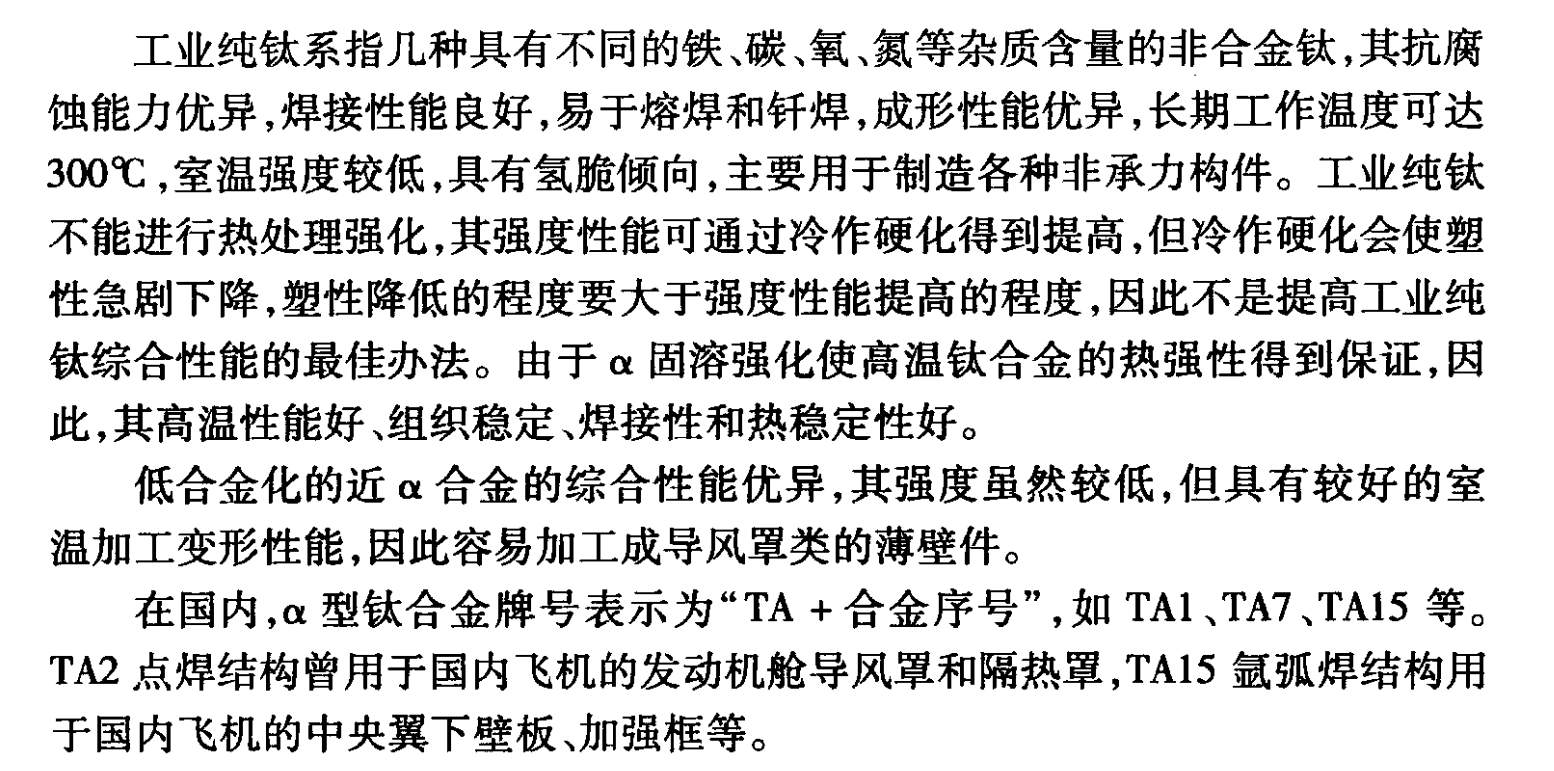 工业纯钛系指几种具有不同的铁、碳、氧、氮等杂质含量的非合金钛,其抗腐
蚀能力优异,焊接性能良好,易于熔焊和钎焊,成形性能优异,长期工作温度可达
300℃,室温强度较低,具有氢脆倾向,主要用于制造各种非承力构件。工业纯钛
不能进行热处理强化,其强度性能可通过冷作硬化得到提高,但冷作硬化会使塑
性急剧下降,塑性降低的程度要大于强度性能提高的程度,因此不是提高工业纯
钛综合性能的最佳办法。由于 α 固溶强化使高温钛合金的热强性得到保证,因
此,其高温性能好、组织稳定、焊接性和热稳定性好。
低合金化的近 α 合金的综合性能优异,其强度虽然较低,但具有较好的室
温加工变形性能,因此容易加工成导风罩类的薄壁件。
在国内,α 型钛合金牌号表示为“TA + 合金序号”,如 TA1、TA7、TA15 等。
TA2 点焊结构曾用于国内飞机的发动机舱导风罩和隔热罩,TA15 氩弧焊结构用
于国内飞机的中央翼下壁板、加强框等。